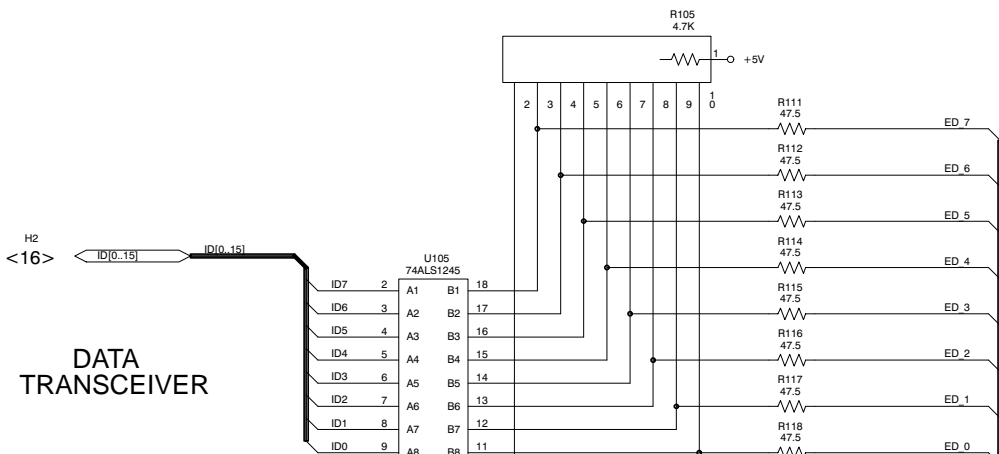 R105
4.7K
1
+5V
2 3 4 5 6 7 8 9 10
R111
47.5
ED_7
R112
47.5
ED_6
R113
47.5
ED_5
R114
47.5
ED_4
R115
47.5
ED_3
R116
47.5
ED_2
R117
47.5
ED_1
R118
47.5
ED_0
H2
<16>
ID[0..15]
ID[0..15]
U105
74ALS1245
ID7 2 A1 B1 18
ID6 3 A2 B2 17
ID5 4 A3 B3 16
ID4 5 A4 B4 15
ID3 6 A5 B5 14
ID2 7 A6 B6 13
ID1 8 A7 B7 12
ID0 9 A8 B8 11
DATA
TRANSCEIVER